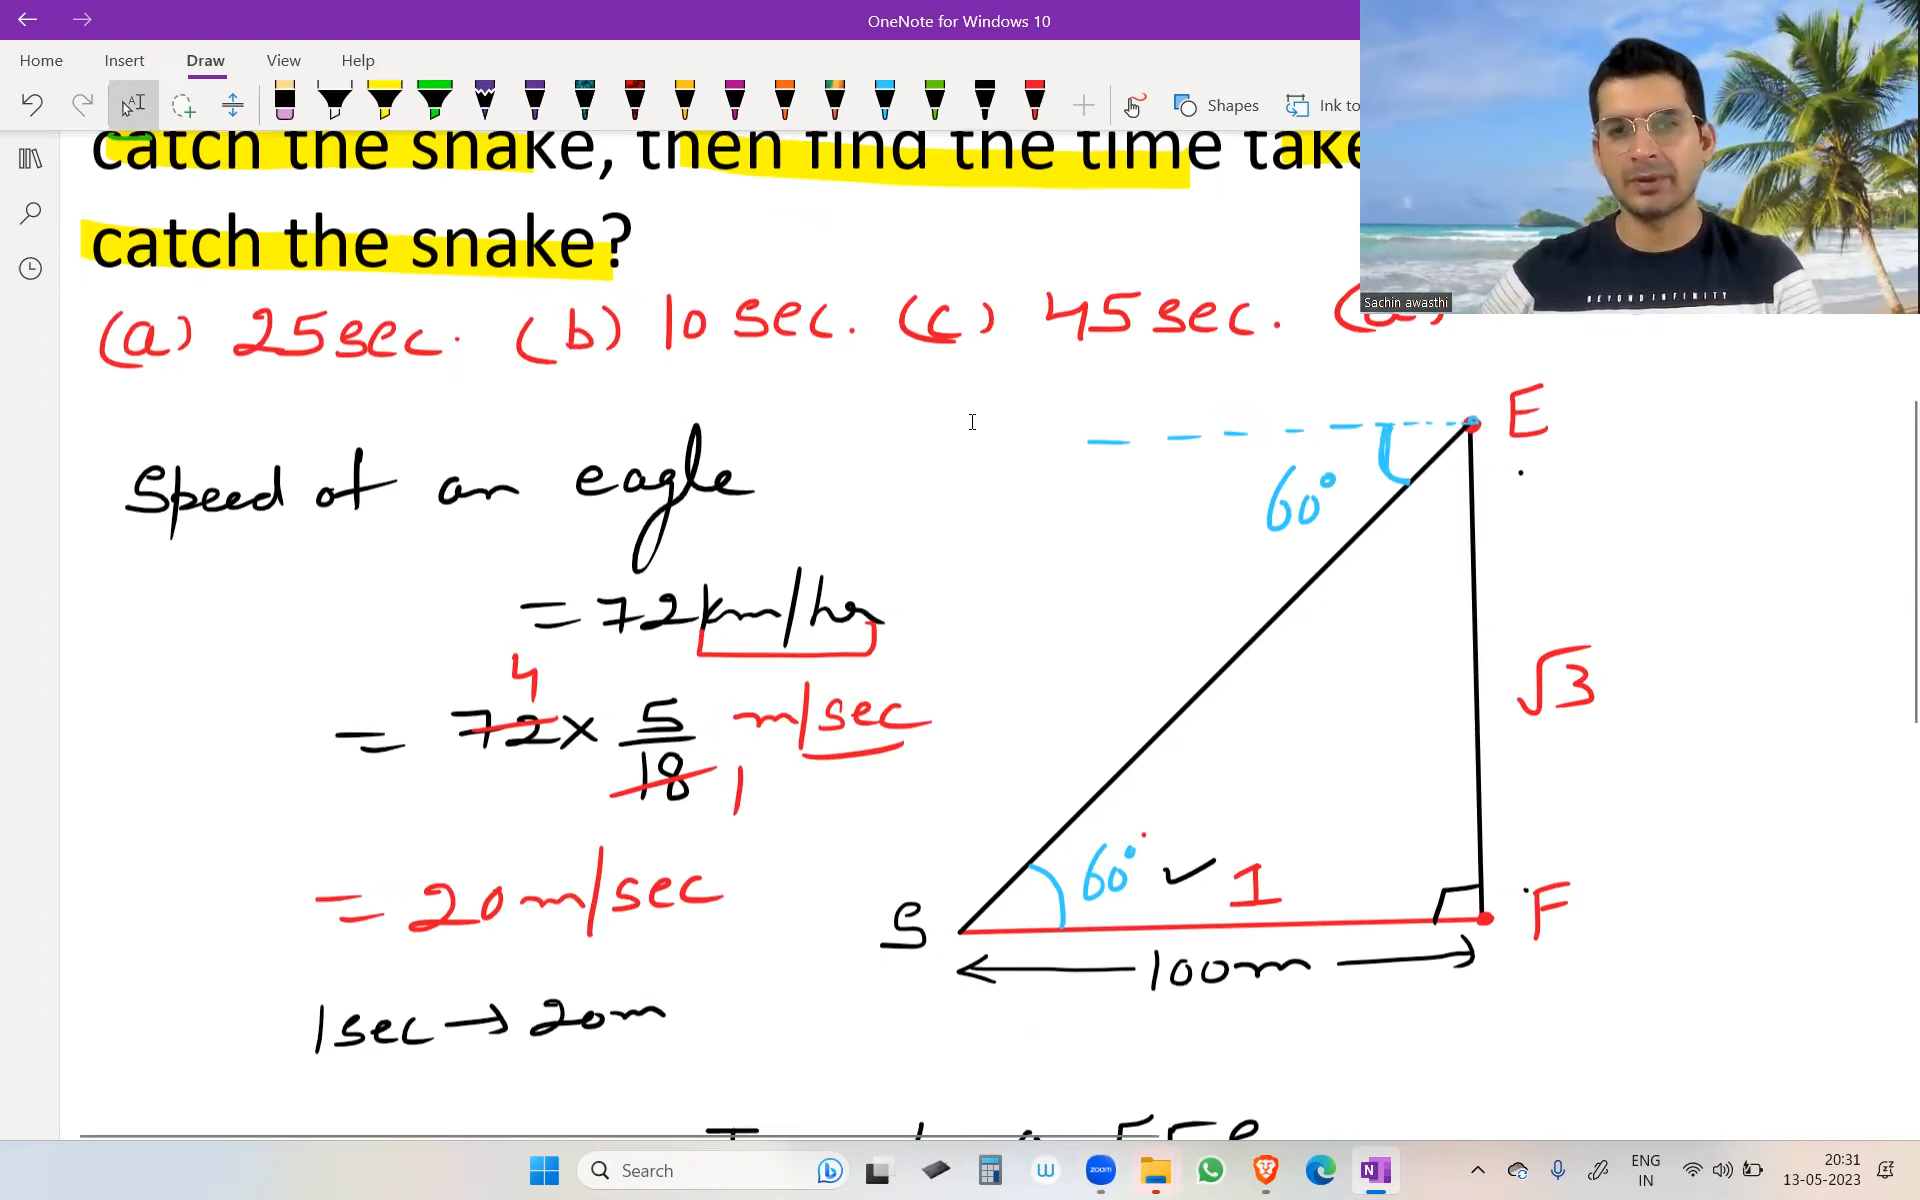 OneNote for Windows 10
Home Insert Draw View Help
Shapes Ink to
catch the snake, then find the time take
catch the snake?
(a) 25 sec. (b) 10 sec. (c) 45 sec.
Sachin awasthi
BEYOND INFINITY
E
60°
Speed of an eagle
= 72 km/hr
4
= 72 × 5/18 m/sec
1
√3
= 20 m/sec
60° ✓ 1
S F
100m
1 sec → 20m
Search
zoom
ENG
IN
20:31
13-05-2023